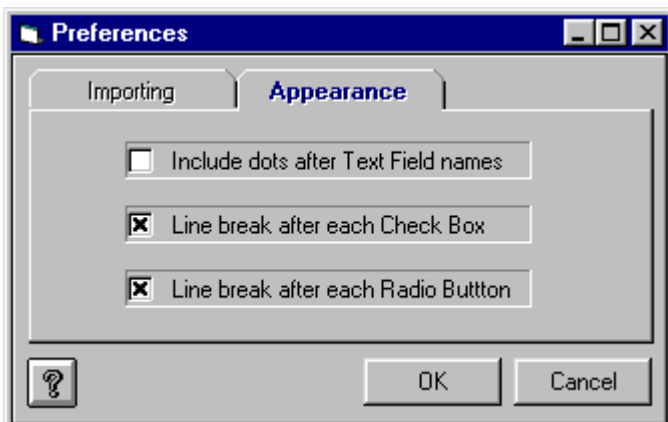 Preferences
Importing
Appearance
Include dots after Text Field names
Line break after each Check Box
Line break after each Radio Buttton
?
OK
Cancel